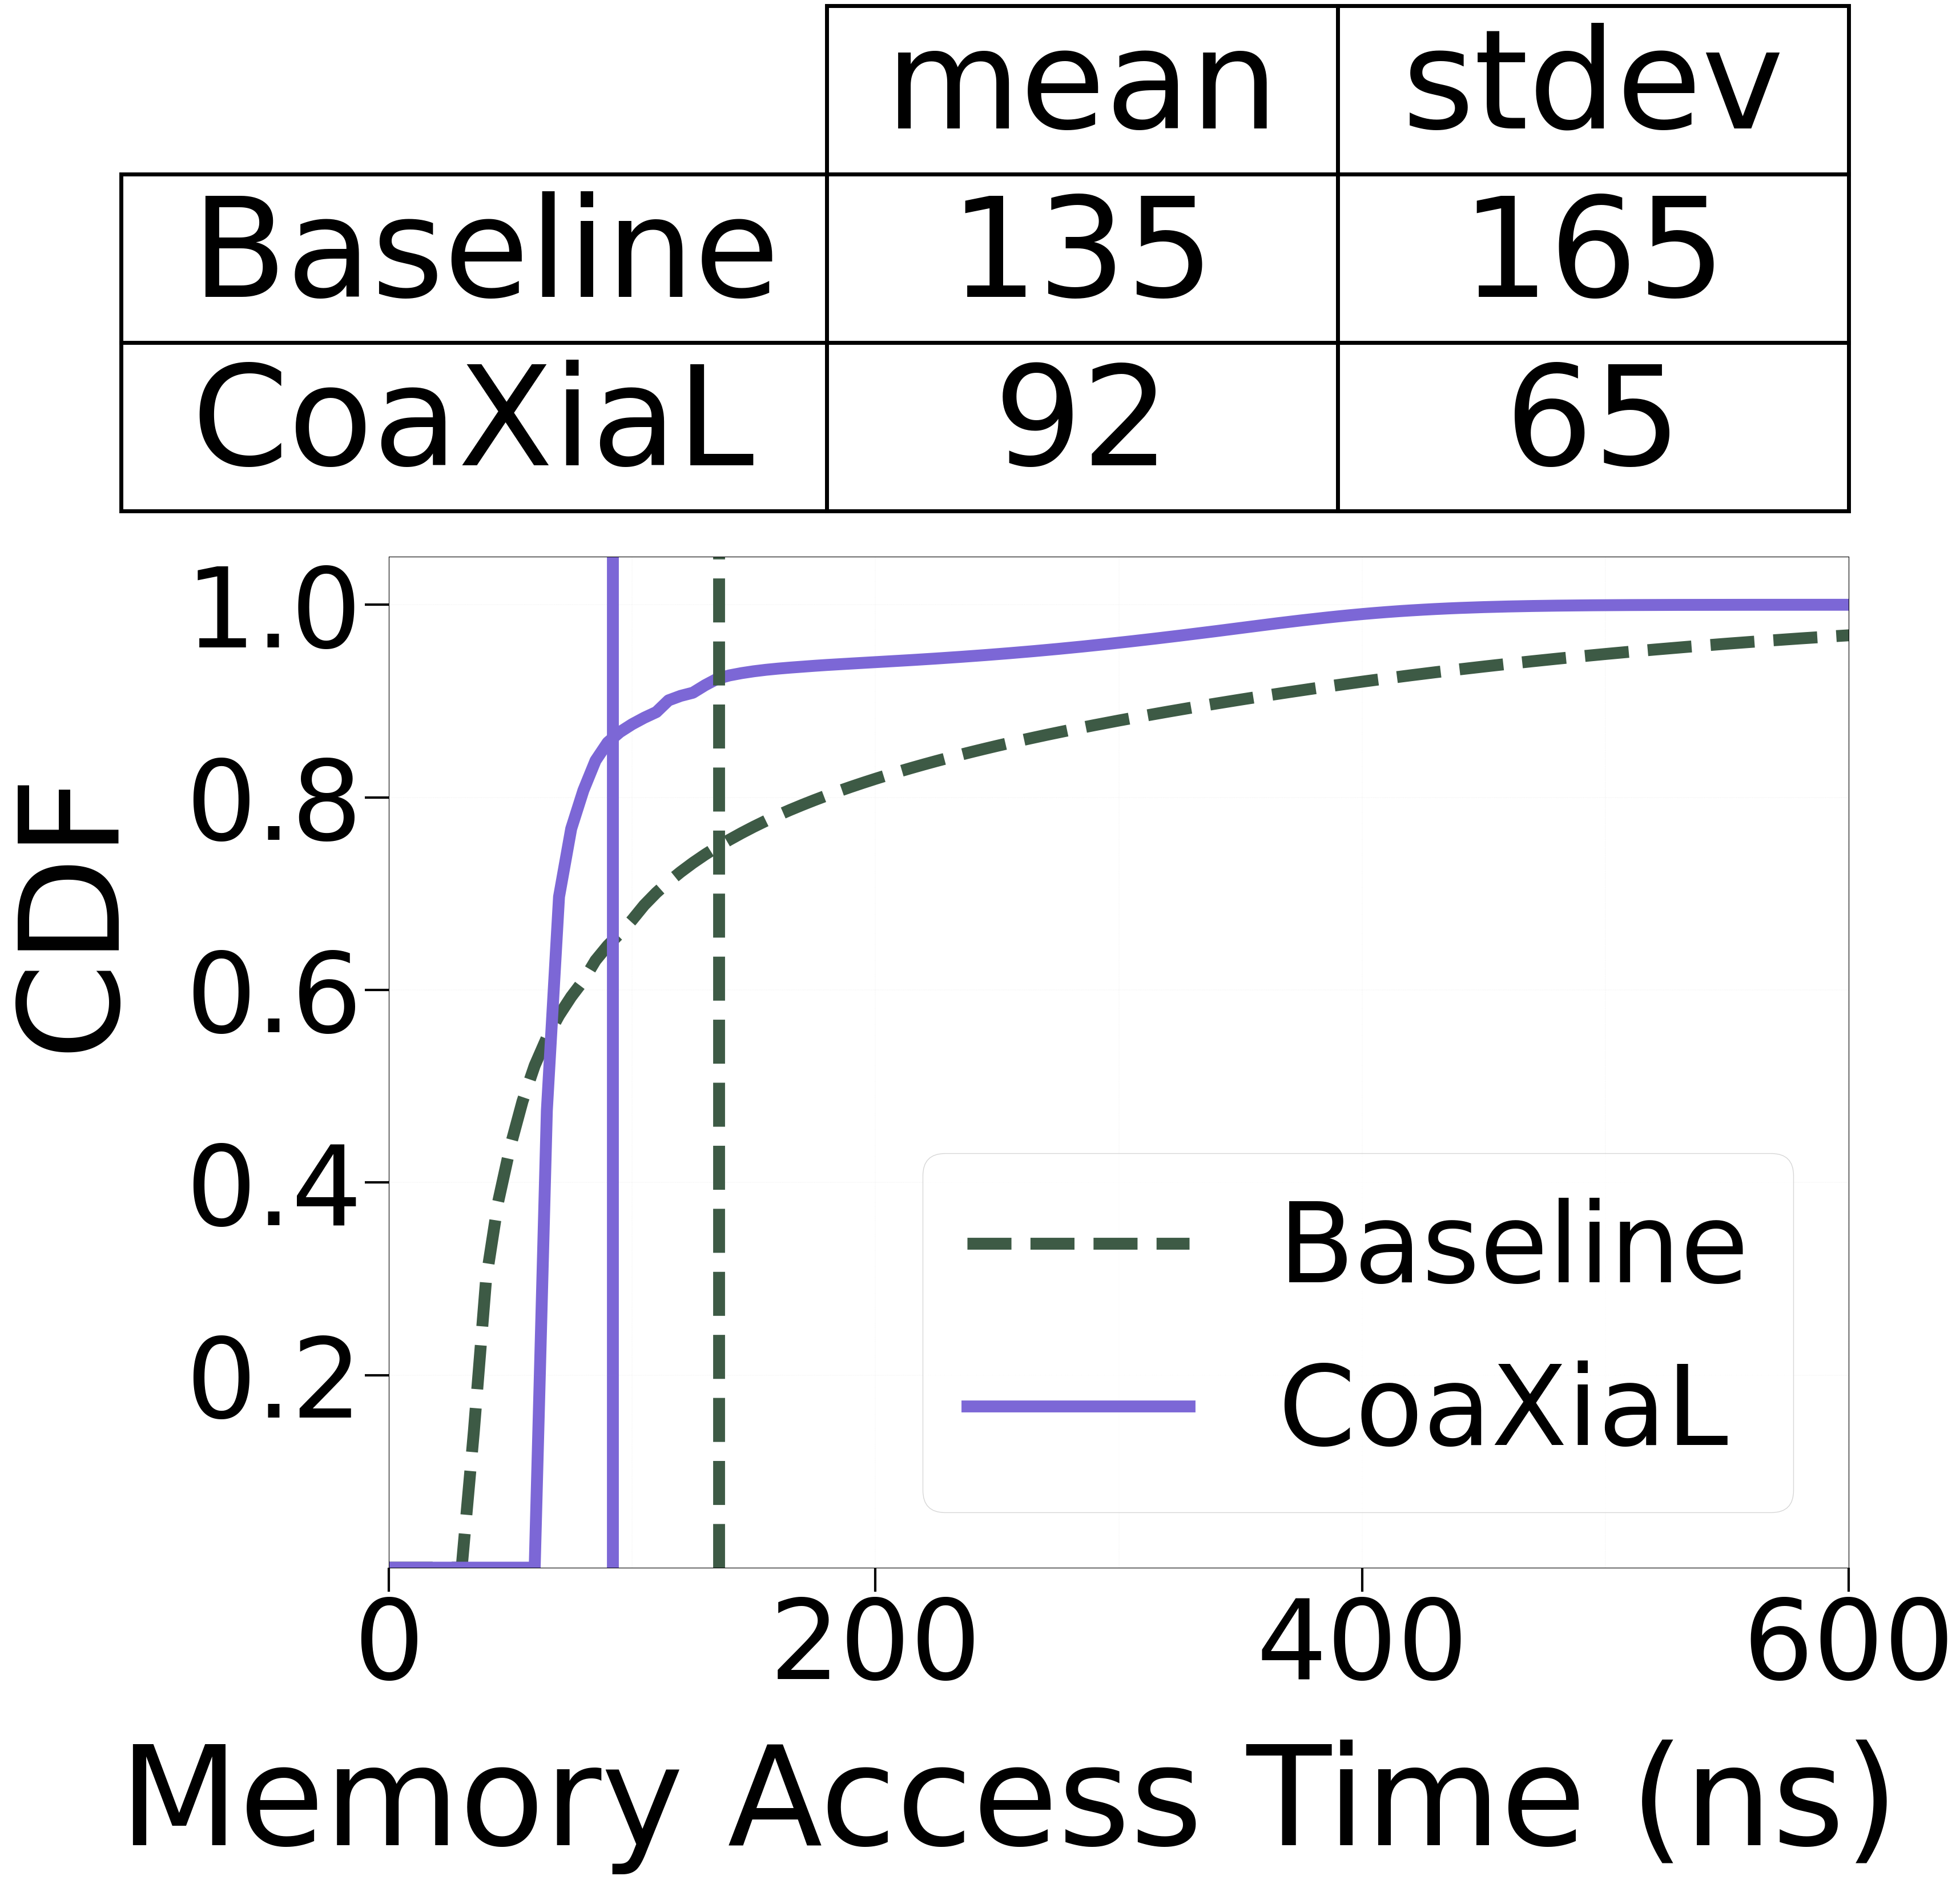 mean stdev
Baseline 135 165
CoaXiaL 92 65
1.0
0.8
0.6
0.4
0.2
CDF
Baseline
CoaXiaL
0 200 400 600
Memory Access Time (ns)